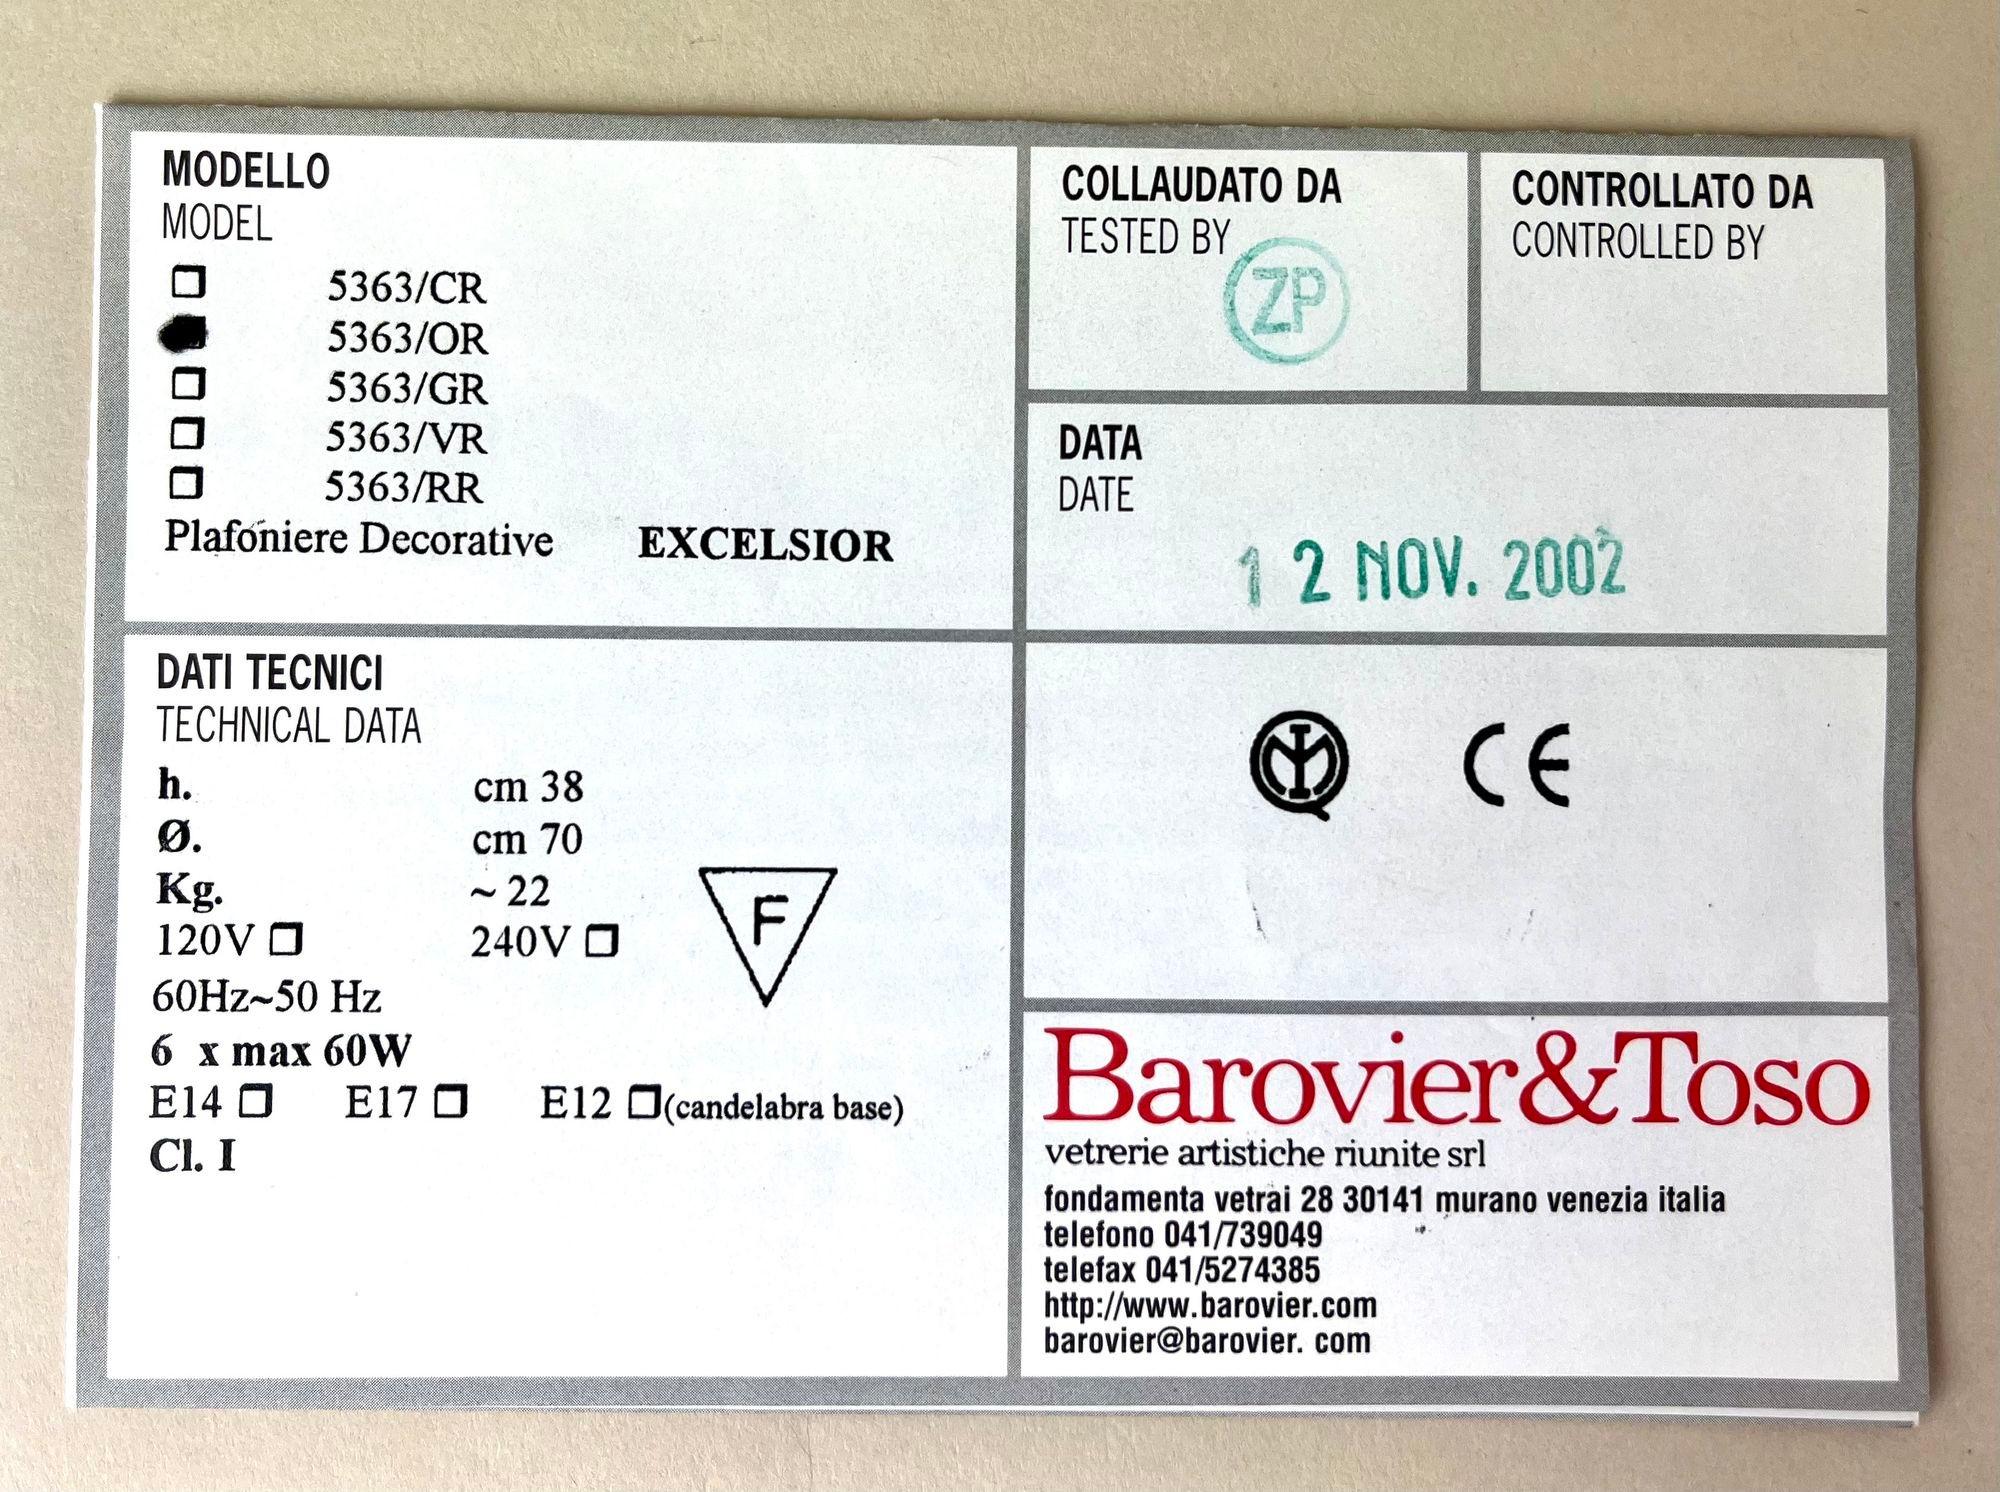 MODELLO
MODEL
☐ 5363/CR
■ 5363/OR
☐ 5363/GR
☐ 5363/VR
☐ 5363/RR
Plafoniere Decorative EXCELSIOR
COLLAUDATO DA
TESTED BY
ZP
CONTROLLATO DA
CONTROLLED BY
DATA
DATE
12 NOV. 2002
DATI TECNICI
TECHNICAL DATA
h. cm 38
Ø. cm 70
Kg. ~ 22
120V ☐ 240V ☐
F
60Hz~50 Hz
6 x max 60W
E14 ☐ E17 ☐ E12 ☐(candelabra base)
Cl. I
IMQ CE
Barovier&Toso
vetrerie artistiche riunite srl
fondamenta vetrai 28 30141 murano venezia italia
telefono 041/739049
telefax 041/5274385
http://www.barovier.com
barovier@barovier. com